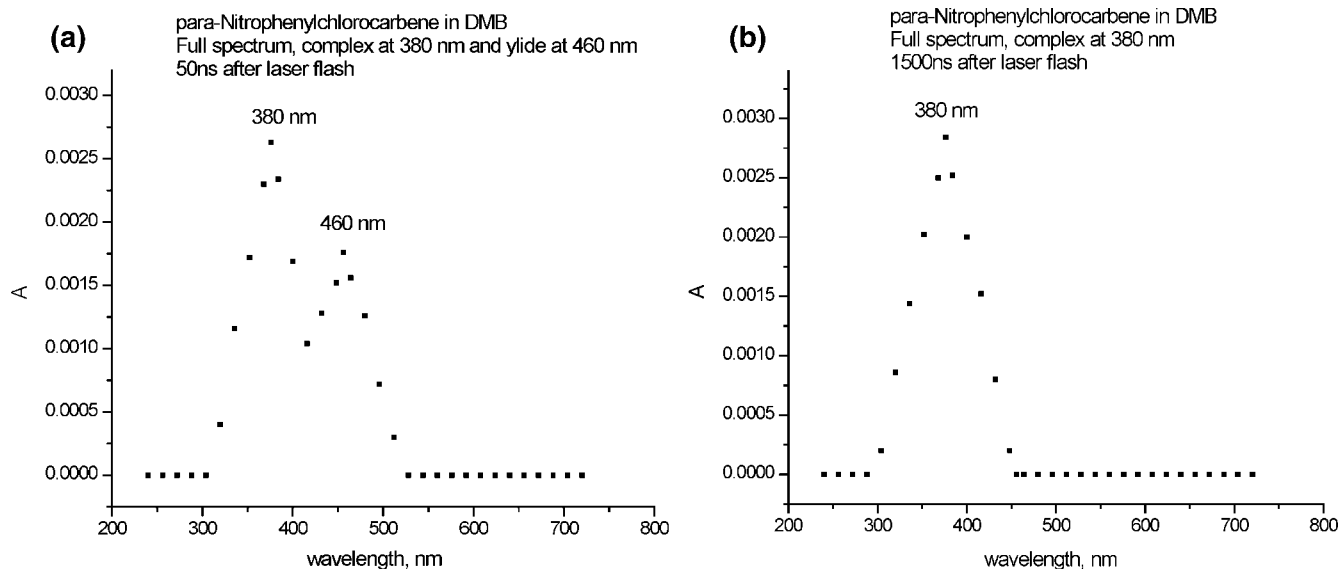 (a)
para-Nitrophenylchlorocarbene in DMB
Full spectrum, complex at 380 nm and ylide at 460 nm
50ns after laser flash
380 nm
460 nm
A
0.0030
0.0025
0.0020
0.0015
0.0010
0.0005
0.0000
200 300 400 500 600 700 800
wavelength, nm
(b)
para-Nitrophenylchlorocarbene in DMB
Full spectrum, complex at 380 nm
1500ns after laser flash
380 nm
A
0.0030
0.0025
0.0020
0.0015
0.0010
0.0005
0.0000
200 300 400 500 600 700 800
wavelength, nm